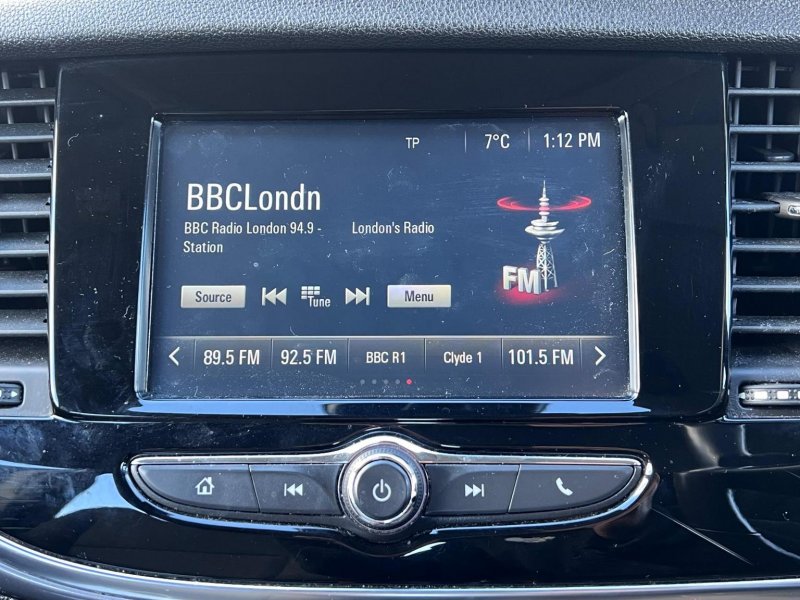 TP 7°C 1:12 PM
BBCLondn
BBC Radio London 94.9 - London's Radio
Station
FM
Source Tune Menu
89.5 FM 92.5 FM BBC R1 Clyde 1 101.5 FM